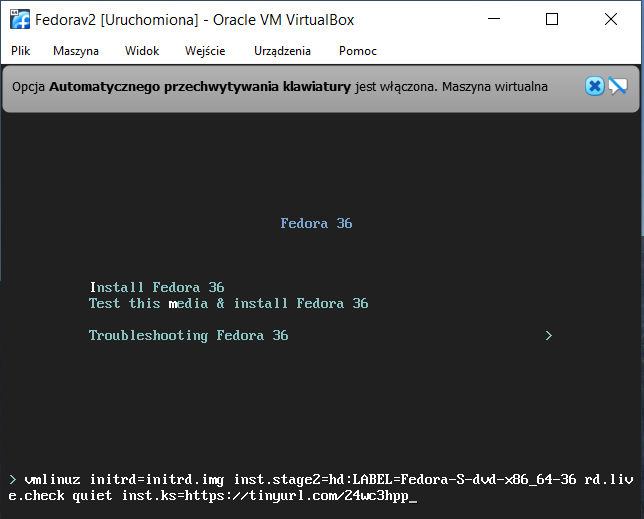 Fedorav2 [Uruchomiona] - Oracle VM VirtualBox
Plik Maszyna Widok Wejście Urządzenia Pomoc
Opcja Automatycznego przechwytywania klawiatury jest włączona. Maszyna wirtualna
Fedora 36
Install Fedora 36
Test this media & install Fedora 36
Troubleshooting Fedora 36 >
> vmlinuz initrd=initrd.img inst.stage2=hd:LABEL=Fedora-S-dvd-x86_64-36 rd.liv
e.check quiet inst.ks=https://tinyurl.com/24wc3hpp_